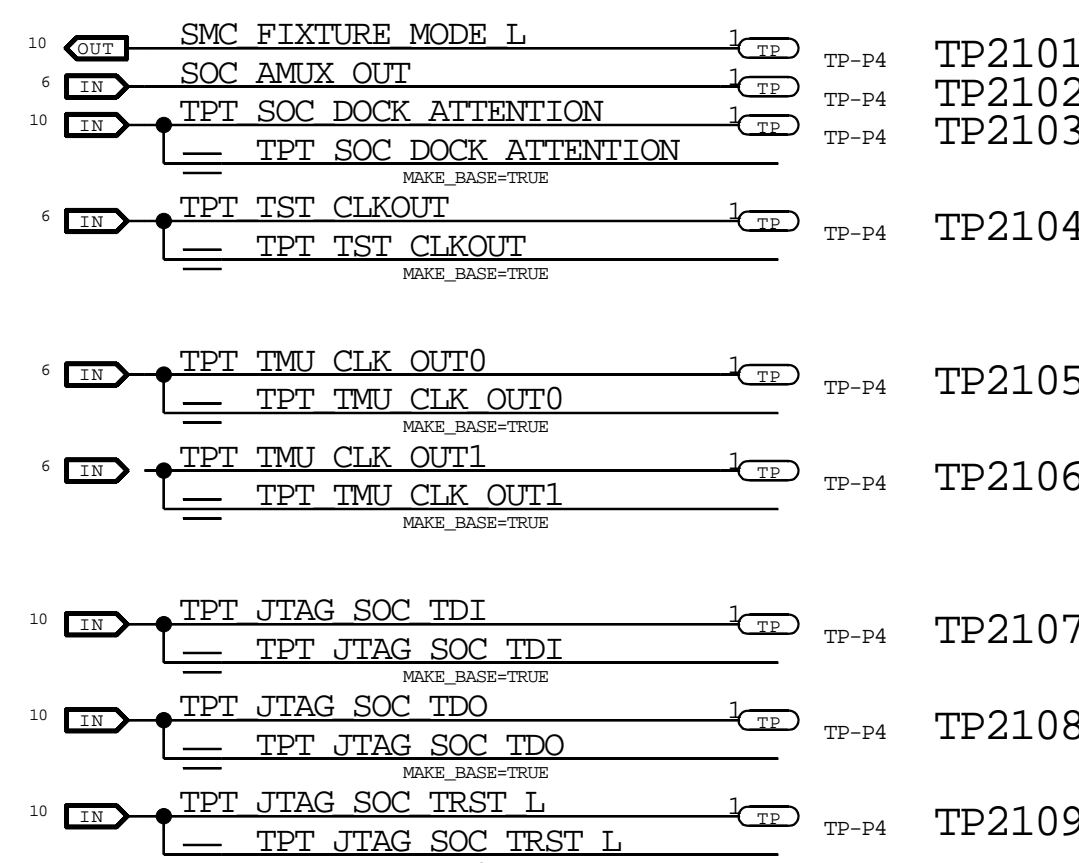 10 OUT SMC_FIXTURE_MODE_L 1 TP TP-P4 TP2101
6 IN SOC_AMUX_OUT 1 TP TP-P4 TP2102
10 IN TPT_SOC_DOCK_ATTENTION 1 TP TP-P4 TP2103
TPT_SOC_DOCK_ATTENTION
MAKE_BASE=TRUE
6 IN TPT_TST_CLKOUT 1 TP TP-P4 TP2104
TPT_TST_CLKOUT
MAKE_BASE=TRUE
6 IN TPT_TMU_CLK_OUT0 1 TP TP-P4 TP2105
TPT_TMU_CLK_OUT0
MAKE_BASE=TRUE
6 IN TPT_TMU_CLK_OUT1 1 TP TP-P4 TP2106
TPT_TMU_CLK_OUT1
MAKE_BASE=TRUE
10 IN TPT_JTAG_SOC_TDI 1 TP TP-P4 TP2107
TPT_JTAG_SOC_TDI
MAKE_BASE=TRUE
10 IN TPT_JTAG_SOC_TDO 1 TP TP-P4 TP2108
TPT_JTAG_SOC_TDO
MAKE_BASE=TRUE
10 IN TPT_JTAG_SOC_TRST_L 1 TP TP-P4 TP2109
TPT_JTAG_SOC_TRST_L